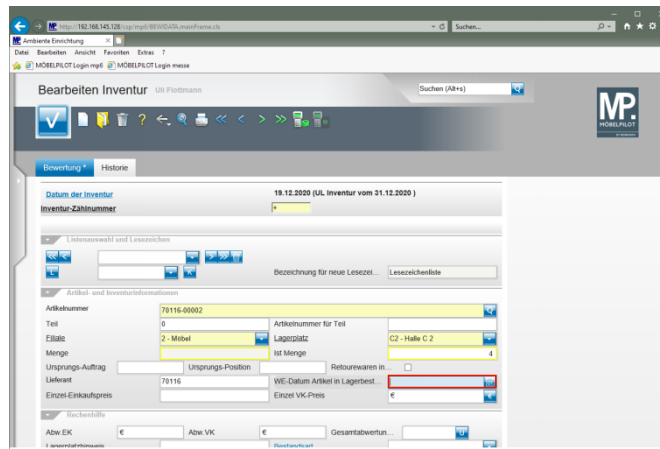 http://192.168.145.128/csp/mp6/BEWIDATA.mainFrame.cls
Suchen...
Ambiente Einrichtung
Datei Bearbeiten Ansicht Favoriten Extras ?
MÖBELPILOT Login mp6 MÖBELPILOT Login messe
Bearbeiten Inventur Uli Flottmann
Suchen (Alt+s)
MP.
MÖBELPILOT
Bewertung * Historie
Datum der Inventur 19.12.2020 (UL Inventur vom 31.12.2020 )
Inventur-Zählnummer +
Listenauswahl und Lesezeichen
L
Bezeichnung für neue Lesezei... Lesezeichenliste
Artikel- und Inventurinformationen
Artikelnummer 70116-00002
Teil 0 Artikelnummer für Teil
Filiale 2 - Möbel Lagerplatz C2 - Halle C 2
Menge Ist Menge 4
Ursprungs-Auftrag Ursprungs-Position Retourewaren in...
Lieferant 70116 WE-Datum Artikel in Lagerbest...
Einzel-Einkaufspreis Einzel VK-Preis €
Rechenhilfe
Abw.EK € Abw.VK € Gesamtabwertun...
Lagerplatzhinweis Bestandsart